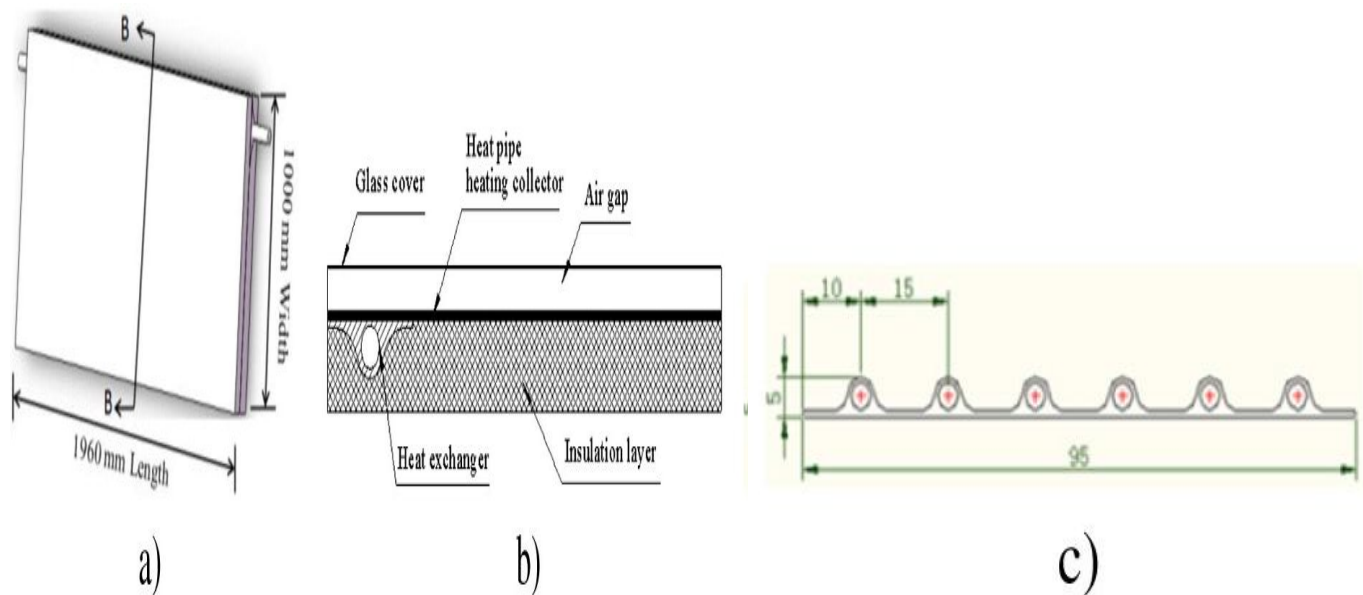 B
1000 mm Width
B
1960 mm Length
a)
Glass cover
Heat pipe
heating collector
Air gap
Heat exchanger
Insulation layer
b)
10
15
5
95
c)